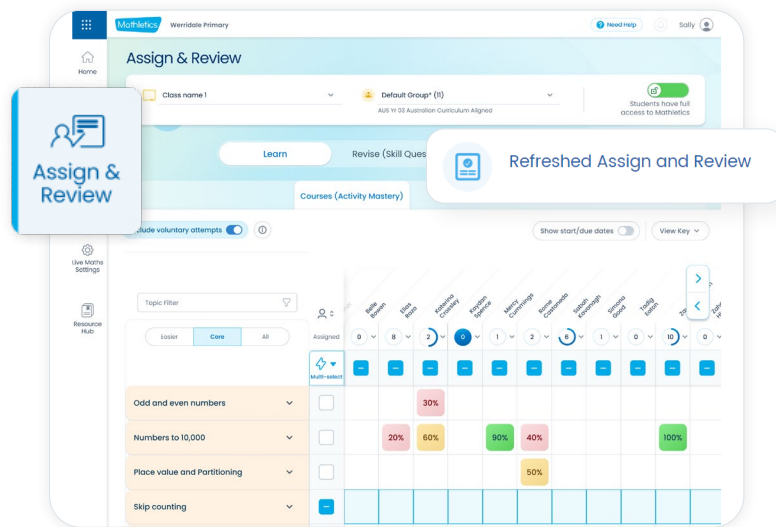 Mathletics
Werridale Primary
Need Help
Sally
Home
Assign & Review
Class name 1
Default Group* (11)
AUS Yr 03 Australian Curriculum Aligned
Students have full
access to Mathletics
Assign &
Review
Learn
Revise (Skill Ques
Refreshed Assign and Review
Courses (Activity Mastery)
clude voluntary attempts
Show start/due dates
View Key
Live Maths
Settings
Resource
Hub
Topic Filter
Easier
Core
All
Belle
Bowan
Elias
Raza
Katerina
Crassley
Kaydan
Spence
Mercy
Cummings
Rome
Castaneda
Sabah
Kavanagh
Simona
Good
Tadig
Eaton
Assigned
0
8
2
0
1
2
6
1
0
10
0
Multi-select
Odd and even numbers
30%
Numbers to 10,000
20%
60%
90%
40%
100%
Place value and Partitioning
50%
Skip counting